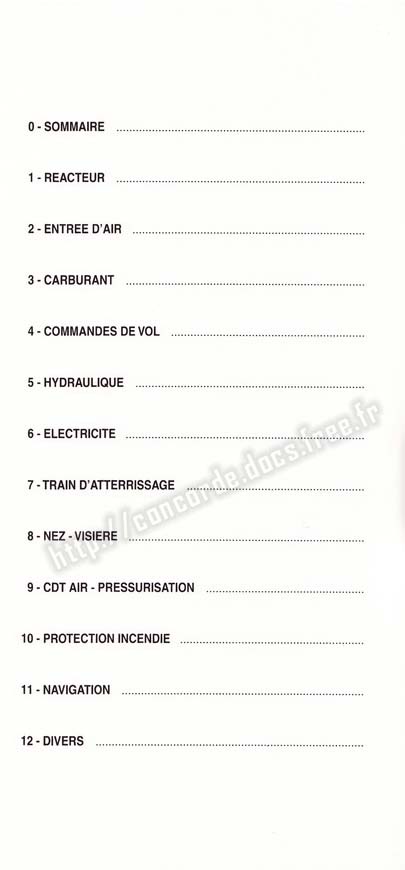 0 - SOMMAIRE ........................................
1 - REACTEUR ........................................
2 - ENTREE D'AIR ........................................
3 - CARBURANT ........................................
4 - COMMANDES DE VOL ........................................
5 - HYDRAULIQUE ........................................
6 - ELECTRICITE ........................................
7 - TRAIN D'ATTERRISSAGE ........................................
8 - NEZ - VISIERE ........................................
9 - CDT AIR - PRESSURISATION ........................................
10 - PROTECTION INCENDIE ........................................
11 - NAVIGATION ........................................
12 - DIVERS ........................................
http://concorde.docs.free.fr